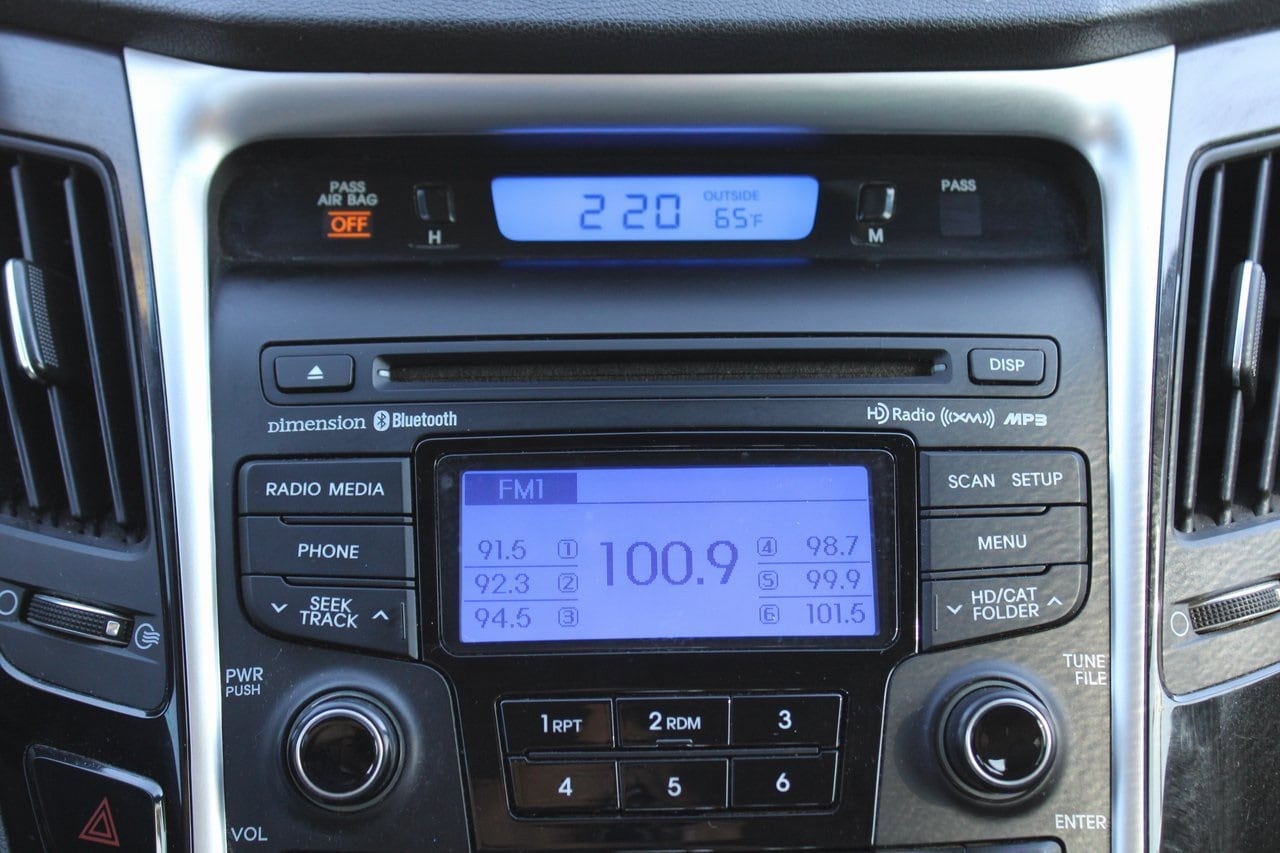 PASS
AIR BAG
OFF
H
2 20
OUTSIDE
65°F
M
PASS
DISP
Dimension Bluetooth
HD Radio ((XM)) MP3
RADIO MEDIA
PHONE
SEEK
TRACK
FM1
91.5 1
92.3 2
94.5 3
100.9
4 98.7
5 99.9
6 101.5
SCAN SETUP
MENU
HD/CAT
FOLDER
PWR
PUSH
VOL
1 RPT
2 RDM
3
4
5
6
TUNE
FILE
ENTER